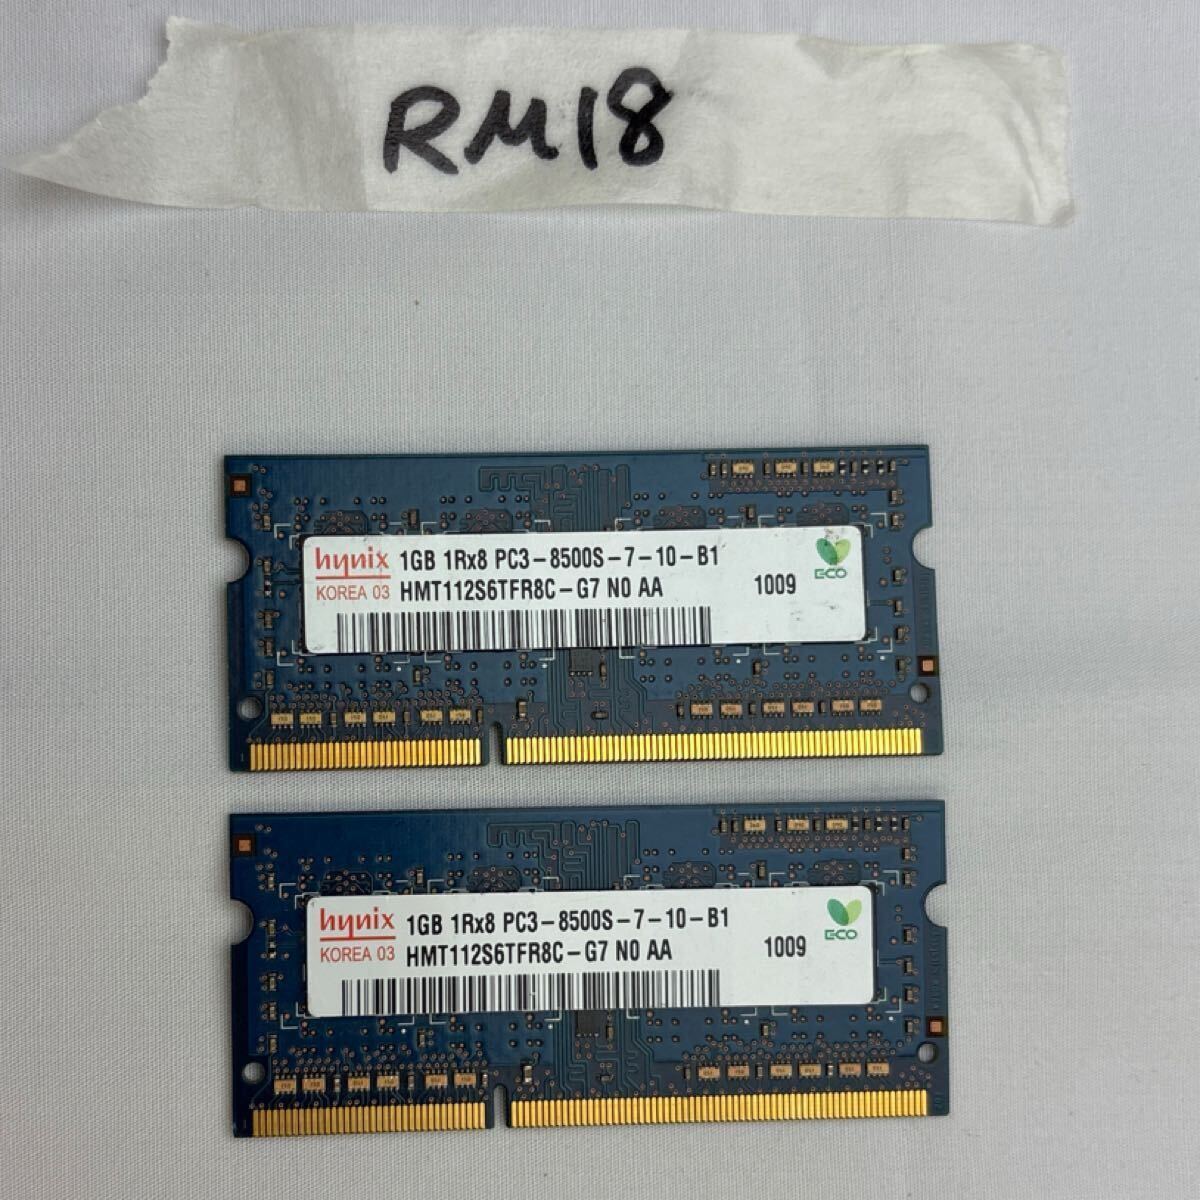 RM18
hynix 1GB 1Rx8 PC3-8500S-7-10-B1
KOREA 03 HMT112S6TFR8C-G7 N0 AA 1009
ECO
hynix 1GB 1Rx8 PC3-8500S-7-10-B1
KOREA 03 HMT112S6TFR8C-G7 N0 AA 1009
ECO